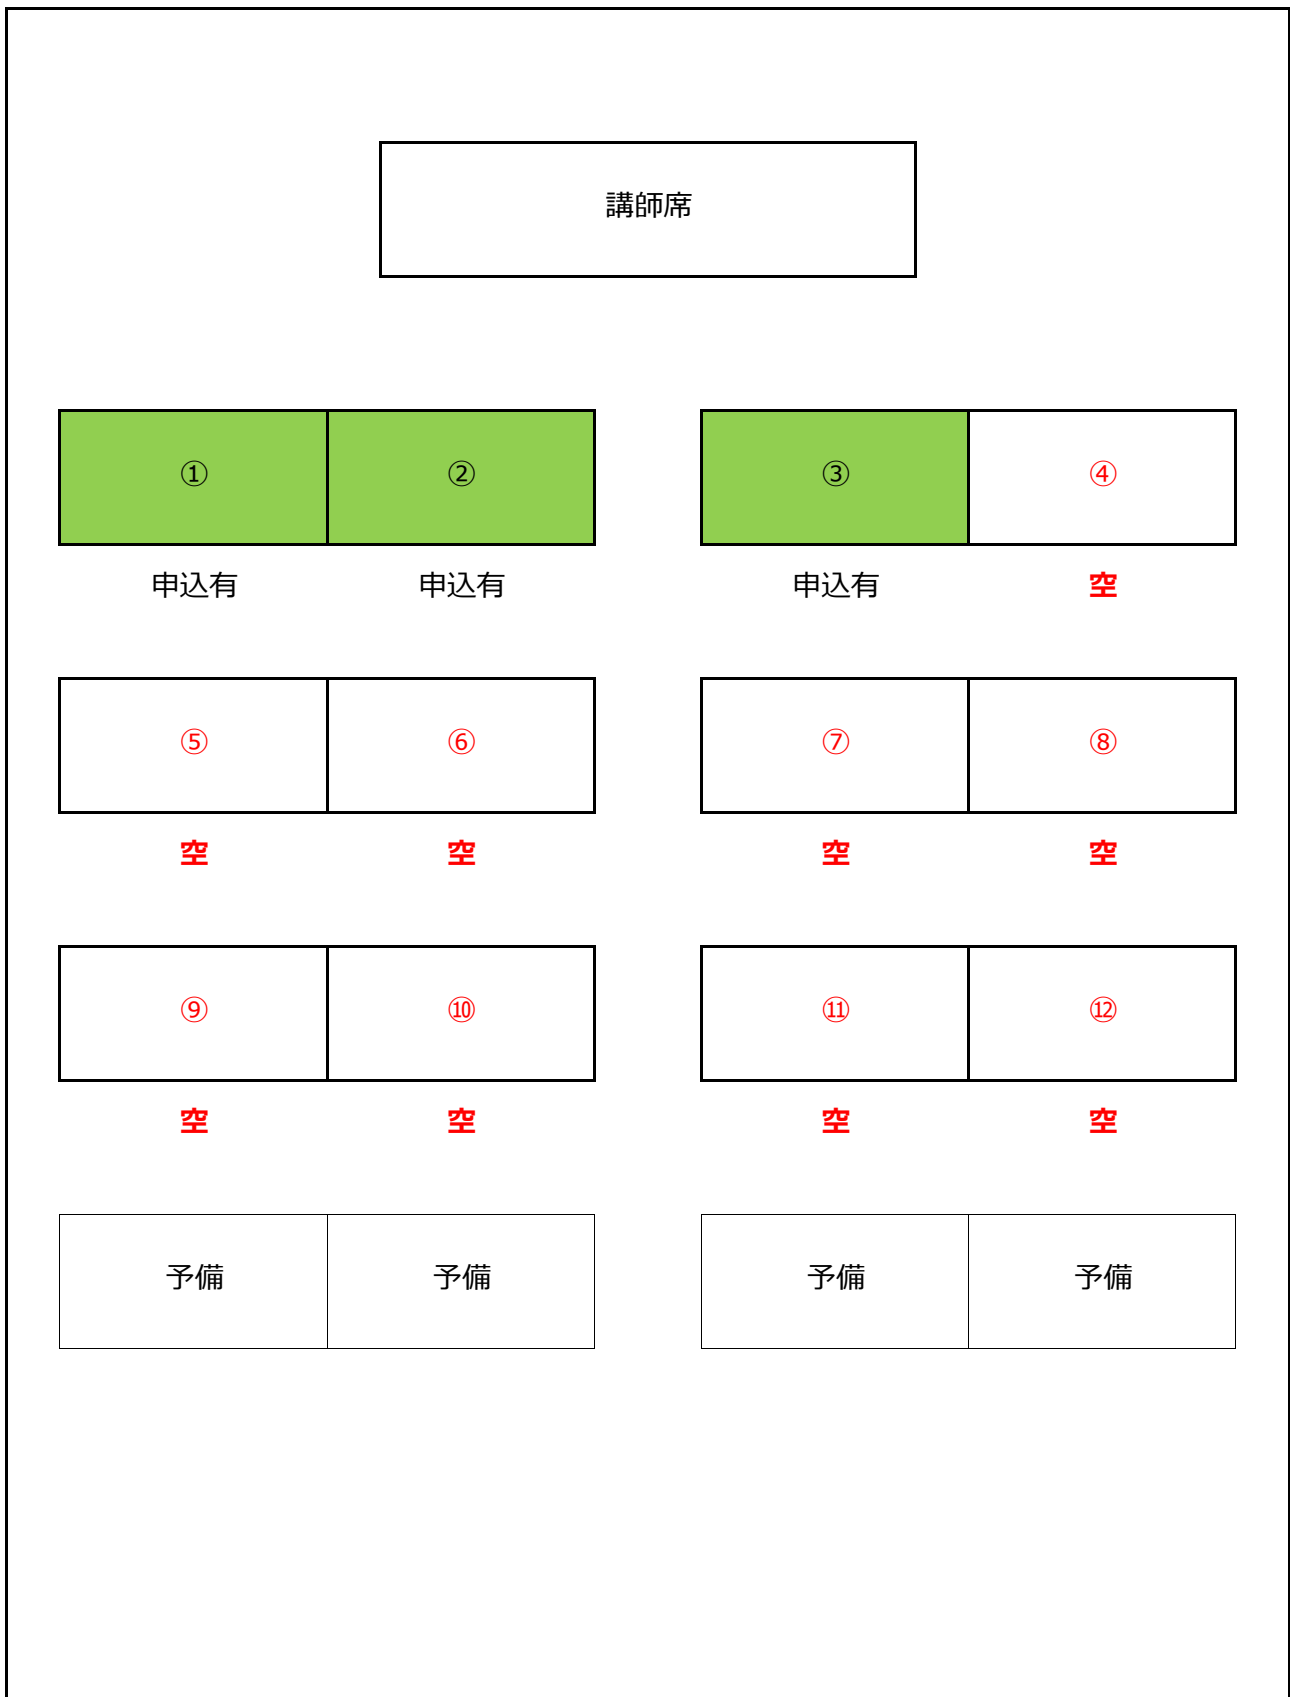 講師席
① ② ③ ④
申込有 申込有 申込有 空
⑤ ⑥ ⑦ ⑧
空 空 空 空
⑨ ⑩ ⑪ ⑫
空 空 空 空
予備 予備 予備 予備